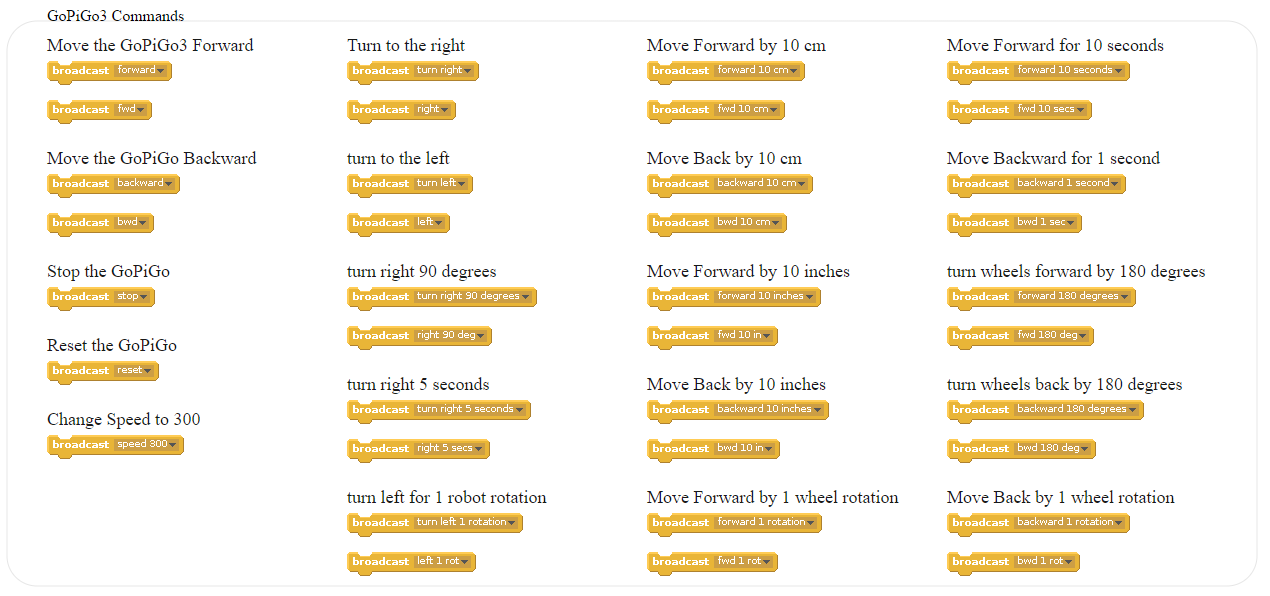 GoPiGo3 Commands
Move the GoPiGo3 Forward
broadcast forward
broadcast fwd
Move the GoPiGo Backward
broadcast backward
broadcast bwd
Stop the GoPiGo
broadcast stop
Reset the GoPiGo
broadcast reset
Change Speed to 300
broadcast speed 300
Turn to the right
broadcast turn right
broadcast right
turn to the left
broadcast turn left
broadcast left
turn right 90 degrees
broadcast turn right 90 degrees
broadcast right 90 deg
turn right 5 seconds
broadcast turn right 5 seconds
broadcast right 5 secs
turn left for 1 robot rotation
broadcast turn left 1 rotation
broadcast left 1 rot
Move Forward by 10 cm
broadcast forward 10 cm
broadcast fwd 10 cm
Move Back by 10 cm
broadcast backward 10 cm
broadcast bwd 10 cm
Move Forward by 10 inches
broadcast forward 10 inches
broadcast fwd 10 in
Move Back by 10 inches
broadcast backward 10 inches
broadcast bwd 10 in
Move Forward by 1 wheel rotation
broadcast forward 1 rotation
broadcast fwd 1 rot
Move Forward for 10 seconds
broadcast forward 10 seconds
broadcast fwd 10 secs
Move Backward for 1 second
broadcast backward 1 second
broadcast bwd 1 sec
turn wheels forward by 180 degrees
broadcast forward 180 degrees
broadcast fwd 180 deg
turn wheels back by 180 degrees
broadcast backward 180 degrees
broadcast bwd 180 deg
Move Back by 1 wheel rotation
broadcast backward 1 rotation
broadcast bwd 1 rot